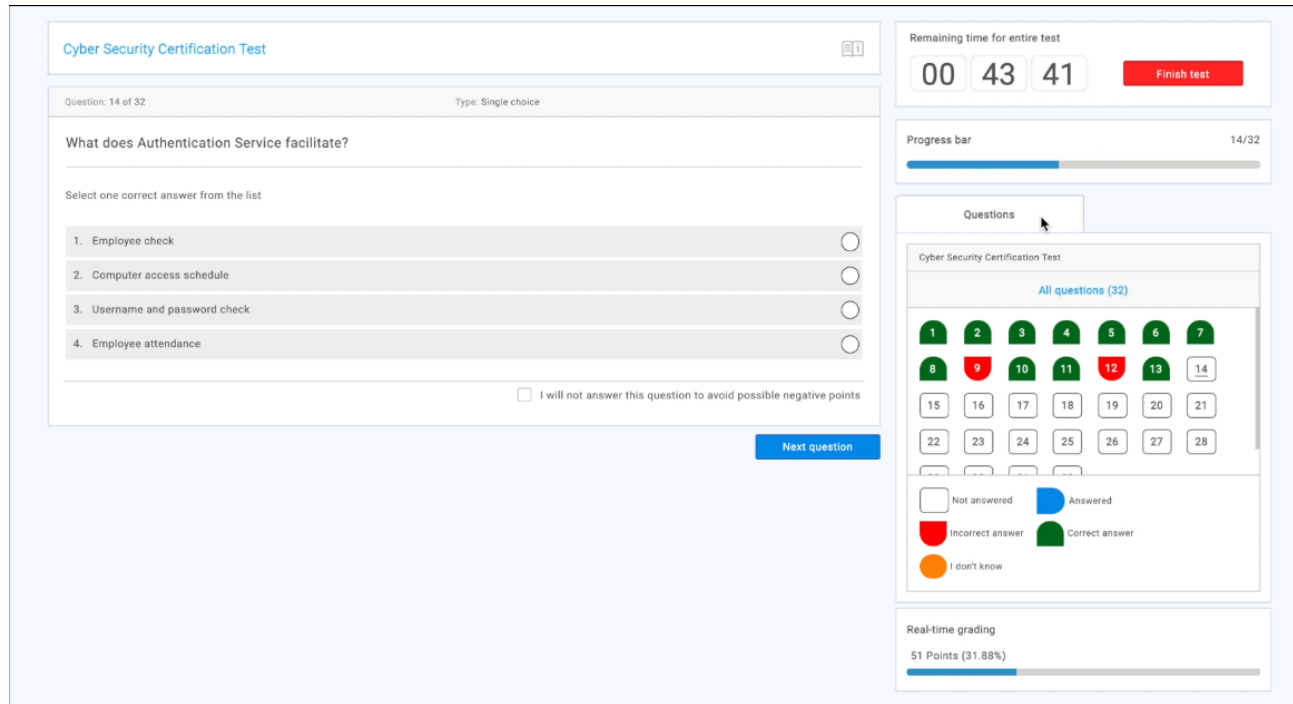 Cyber Security Certification Test
Question: 14 of 32 Type: Single choice
What does Authentication Service facilitate?
Select one correct answer from the list
1. Employee check
2. Computer access schedule
3. Username and password check
4. Employee attendance
I will not answer this question to avoid possible negative points
Next question
Remaining time for entire test
00 43 41 Finish test
Progress bar 14/32
Questions
Cyber Security Certification Test
All questions (32)
1 2 3 4 5 6 7
8 9 10 11 12 13 14
15 16 17 18 19 20 21
22 23 24 25 26 27 28
Not answered Answered
Incorrect answer Correct answer
I don't know
Real-time grading
51 Points (31.88%)